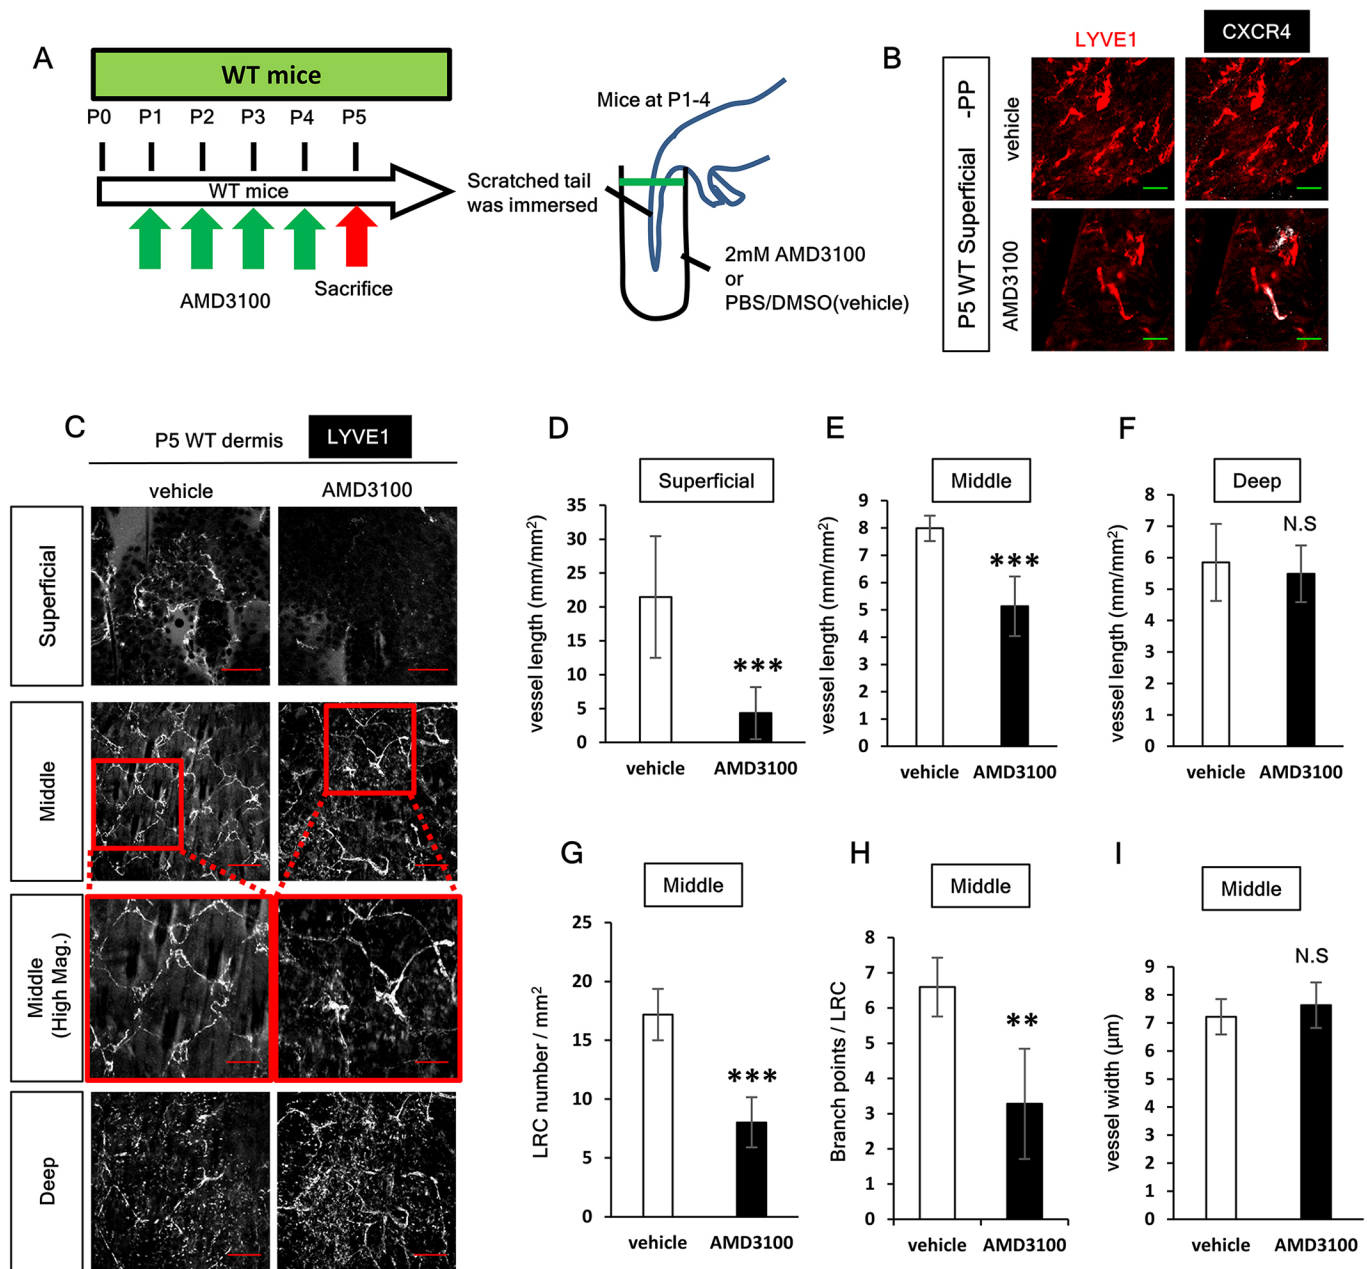 A
WT mice
P0 P1 P2 P3 P4 P5
WT mice
AMD3100
Sacrifice
Mice at P1-4
Scratched tail
was immersed
2mM AMD3100
or
PBS/DMSO(vehicle)
B
LYVE1
CXCR4
P5 WT Superficial -PP
vehicle
AMD3100
C
P5 WT dermis
LYVE1
vehicle
AMD3100
Superficial
Middle
Middle
(High Mag.)
Deep
D
Superficial
vessel length (mm/mm2)
35
30
25
20
15
10
5
0
***
vehicle AMD3100
E
Middle
vessel length (mm/mm2)
9
8
7
6
5
4
3
2
1
0
***
vehicle AMD3100
F
Deep
vessel length (mm/mm2)
8
7
6
5
4
3
2
1
0
N.S
vehicle AMD3100
G
Middle
LRC number / mm2
25
20
15
10
5
0
***
vehicle AMD3100
H
Middle
Branch points / LRC
8
7
6
5
4
3
2
1
0
**
vehicle AMD3100
I
Middle
vessel width (μm)
9
8
7
6
5
4
3
2
1
0
N.S
vehicle AMD3100